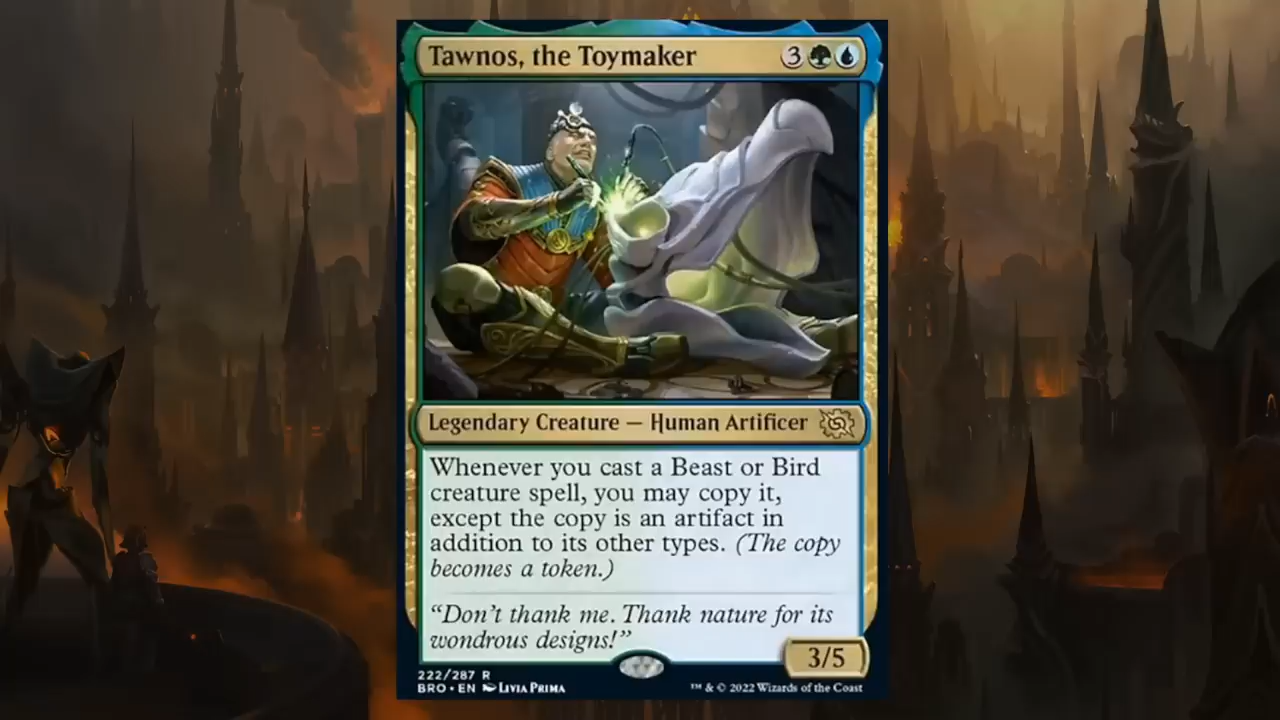 Tawnos, the Toymaker 3
Legendary Creature — Human Artificer
Whenever you cast a Beast or Bird
creature spell, you may copy it,
except the copy is an artifact in
addition to its other types. (The copy
becomes a token.)
“Don’t thank me. Thank nature for its
wondrous designs!”
3/5
222/287 R
BRO • EN Livia Prima
™ & © 2022 Wizards of the Coast